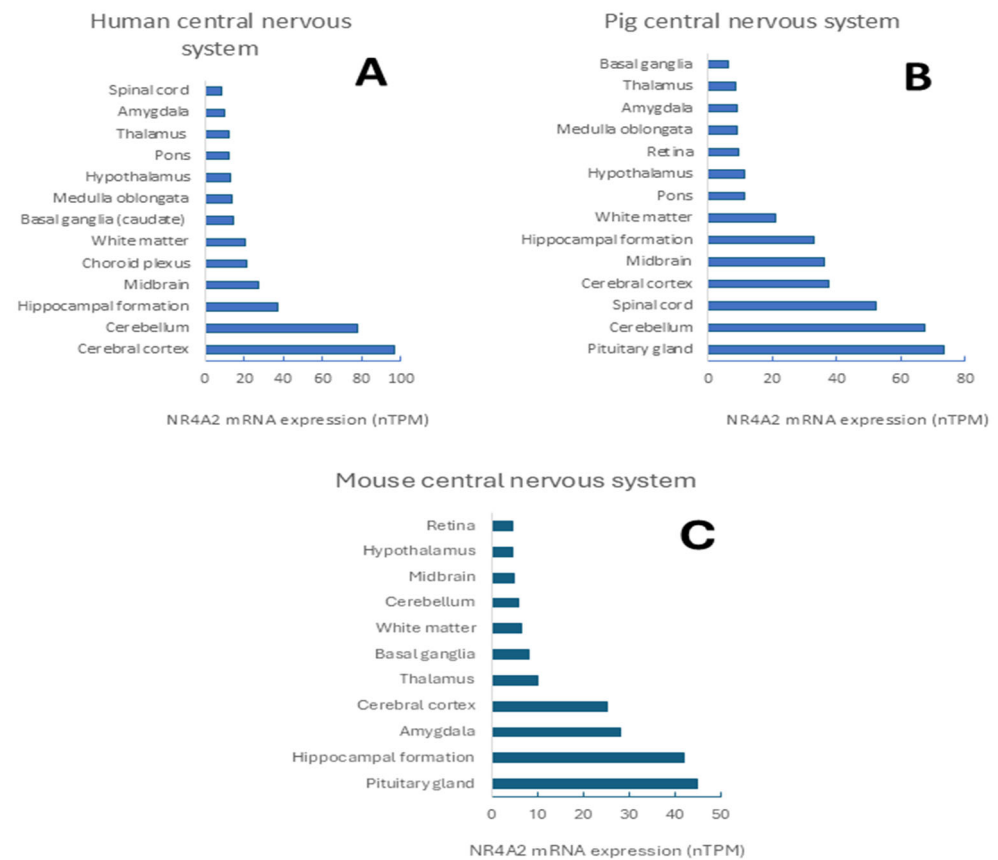 Human central nervous
system
A
Spinal cord
Amygdala
Thalamus
Pons
Hypothalamus
Medulla oblongata
Basal ganglia (caudate)
White matter
Choroid plexus
Midbrain
Hippocampal formation
Cerebellum
Cerebral cortex
0 20 40 60 80 100
NR4A2 mRNA expression (nTPM)
Pig central nervous system
B
Basal ganglia
Thalamus
Amygdala
Medulla oblongata
Retina
Hypothalamus
Pons
White matter
Hippocampal formation
Midbrain
Cerebral cortex
Spinal cord
Cerebellum
Pituitary gland
0 20 40 60 80
NR4A2 mRNA expression (nTPM)
Mouse central nervous system
C
Retina
Hypothalamus
Midbrain
Cerebellum
White matter
Basal ganglia
Thalamus
Cerebral cortex
Amygdala
Hippocampal formation
Pituitary gland
0 10 20 30 40 50
NR4A2 mRNA expression (nTPM)